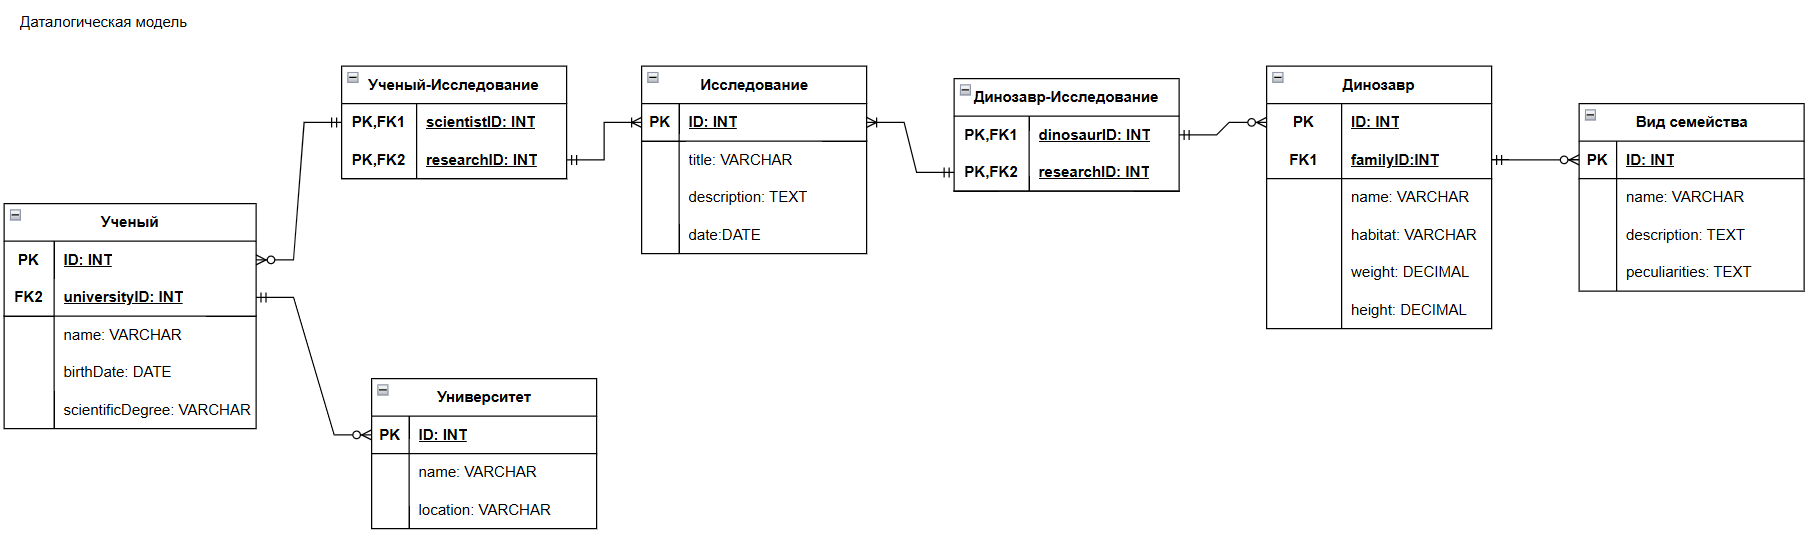 Даталогическая модель
Ученый-Исследование
PK,FK1 scientistID: INT
PK,FK2 researchID: INT
Исследование
PK ID: INT
title: VARCHAR
description: TEXT
date:DATE
Динозавр-Исследование
PK,FK1 dinosaurID: INT
PK,FK2 researchID: INT
Динозавр
PK ID: INT
FK1 familyID:INT
name: VARCHAR
habitat: VARCHAR
weight: DECIMAL
height: DECIMAL
Вид семейства
PK ID: INT
name: VARCHAR
description: TEXT
peculiarities: TEXT
Ученый
PK ID: INT
FK2 universityID: INT
name: VARCHAR
birthDate: DATE
scientificDegree: VARCHAR
Университет
PK ID: INT
name: VARCHAR
location: VARCHAR